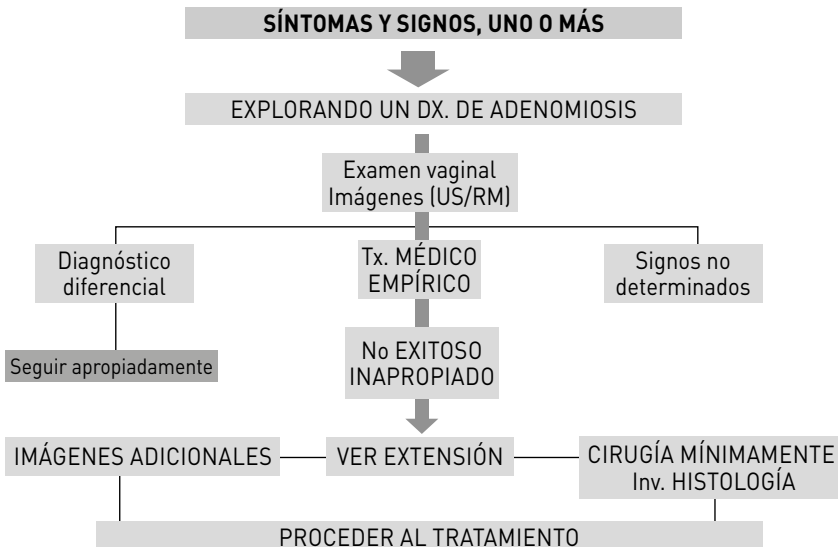 SÍNTOMAS Y SIGNOS, UNO O MÁS
EXPLORANDO UN DX. DE ADENOMIOSIS
Examen vaginal
Imágenes (US/RM)
Diagnóstico
diferencial
Tx. MÉDICO
EMPÍRICO
Signos no
determinados
Seguir apropiadamente
No EXITOSO
INAPROPIADO
IMÁGENES ADICIONALES
VER EXTENSIÓN
CIRUGÍA MÍNIMAMENTE
Inv. HISTOLOGÍA
PROCEDER AL TRATAMIENTO